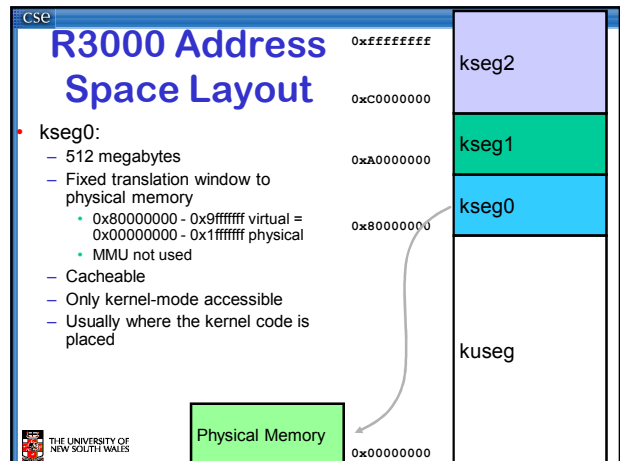 cse
R3000 Address
Space Layout
• kseg0:
– 512 megabytes
– Fixed translation window to
physical memory
• 0x80000000 - 0x9fffffff virtual =
0x00000000 - 0x1fffffff physical
• MMU not used
– Cacheable
– Only kernel-mode accessible
– Usually where the kernel code is
placed
0xffffffff
0xC0000000
0xA0000000
0x80000000
0x00000000
kseg2
kseg1
kseg0
kuseg
Physical Memory
THE UNIVERSITY OF
NEW SOUTH WALES